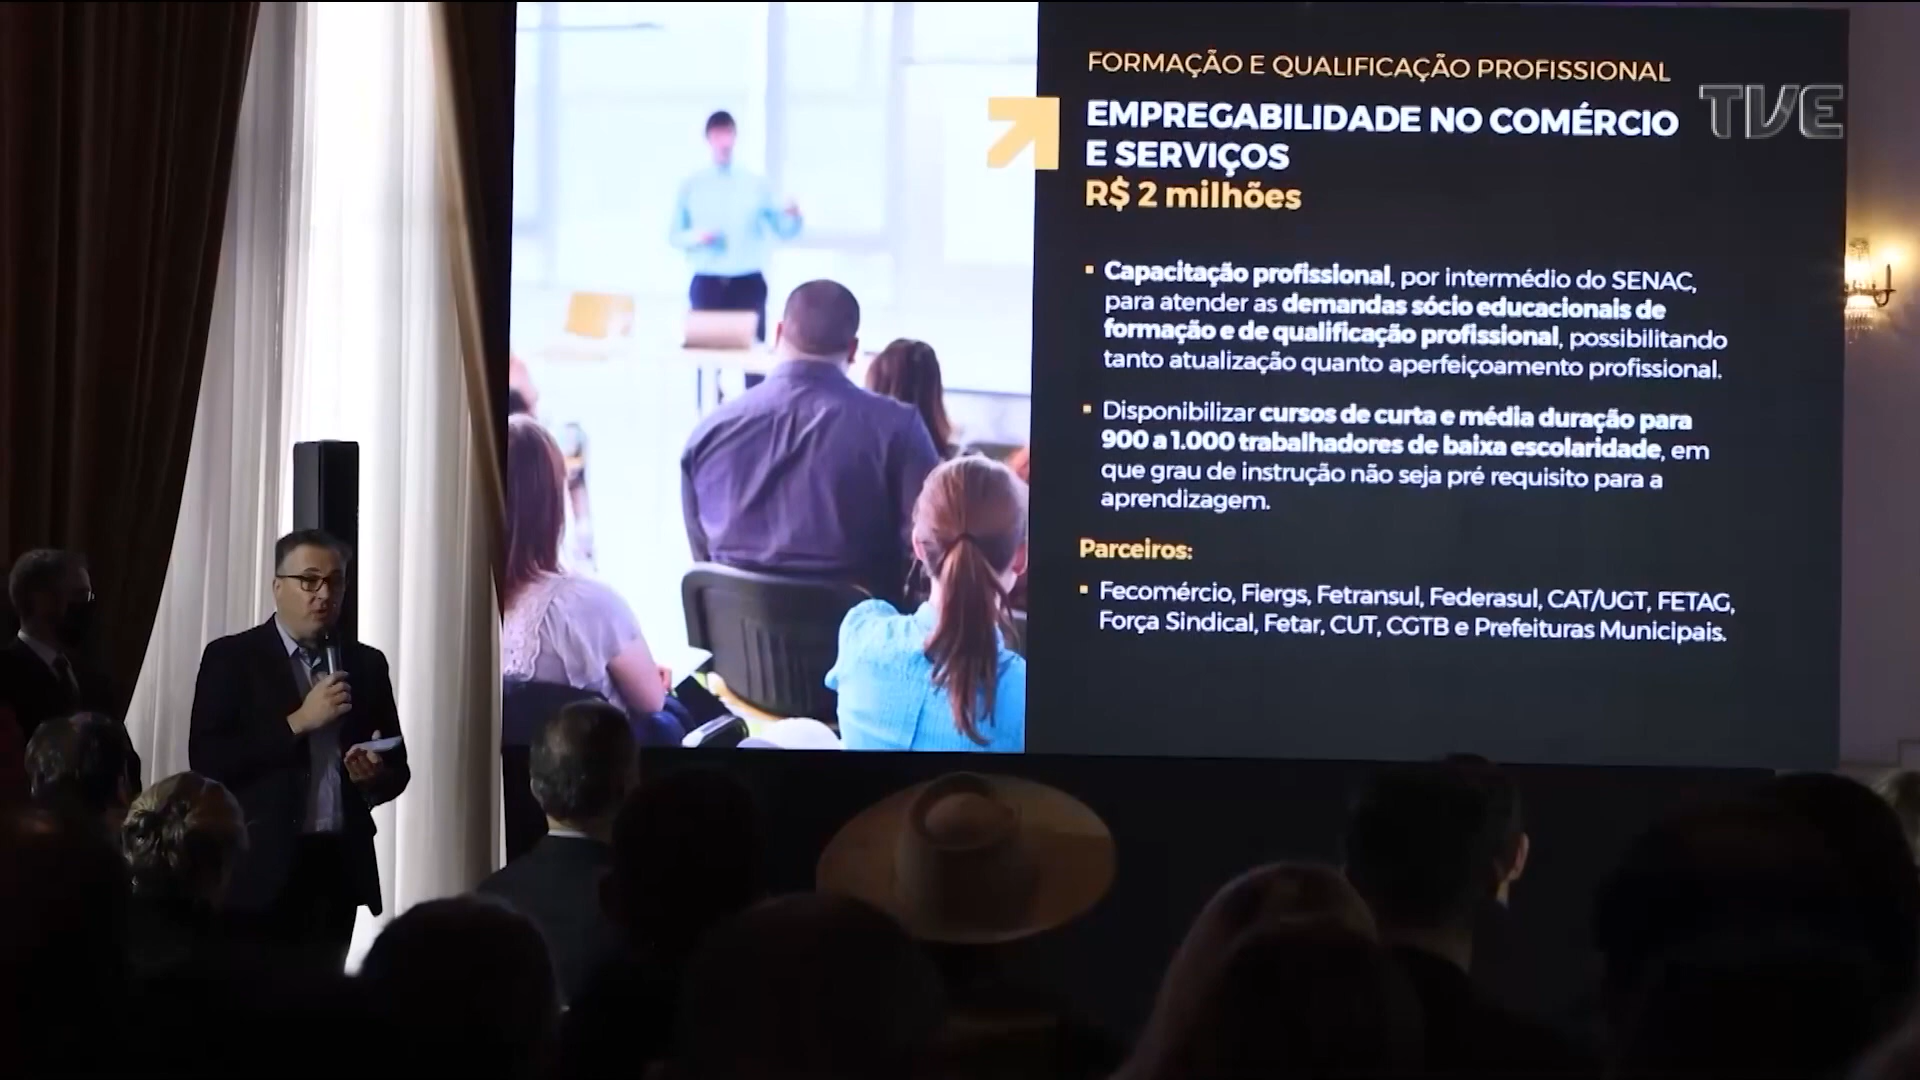 FORMAÇÃO E QUALIFICAÇÃO PROFISSIONAL
EMPREGABILIDADE NO COMÉRCIO
E SERVIÇOS
R$ 2 milhões
TVE
▪ Capacitação profissional, por intermédio do SENAC,
para atender as demandas sócio educacionais de
formação e de qualificação profissional, possibilitando
tanto atualização quanto aperfeiçoamento profissional.
▪ Disponibilizar cursos de curta e média duração para
900 a 1.000 trabalhadores de baixa escolaridade, em
que grau de instrução não seja pré requisito para a
aprendizagem.
Parceiros:
▪ Fecomércio, Fiergs, Fetransul, Federasul, CAT/UGT, FETAG,
Força Sindical, Fetar, CUT, CGTB e Prefeituras Municipais.